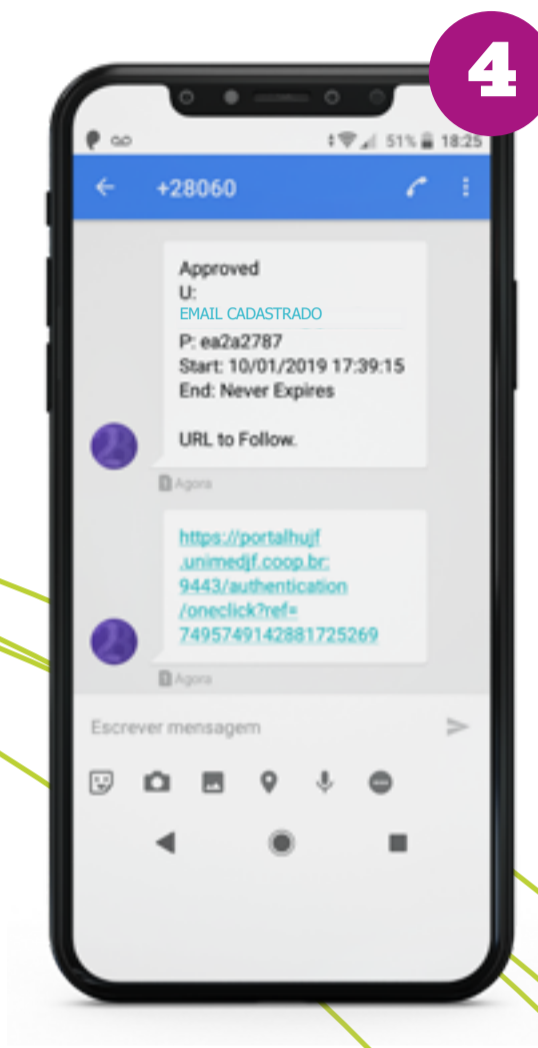 4
51% 18:25
+28060
Approved
U:
EMAIL CADASTRADO
P: ea2a2787
Start: 10/01/2019 17:39:15
End: Never Expires
URL to Follow.
Agora
https://portalhujf
.unimedjf.coop.br:
9443/authentication
/oneclick?ref=
7495749142881725269
Agora
Escrever mensagem